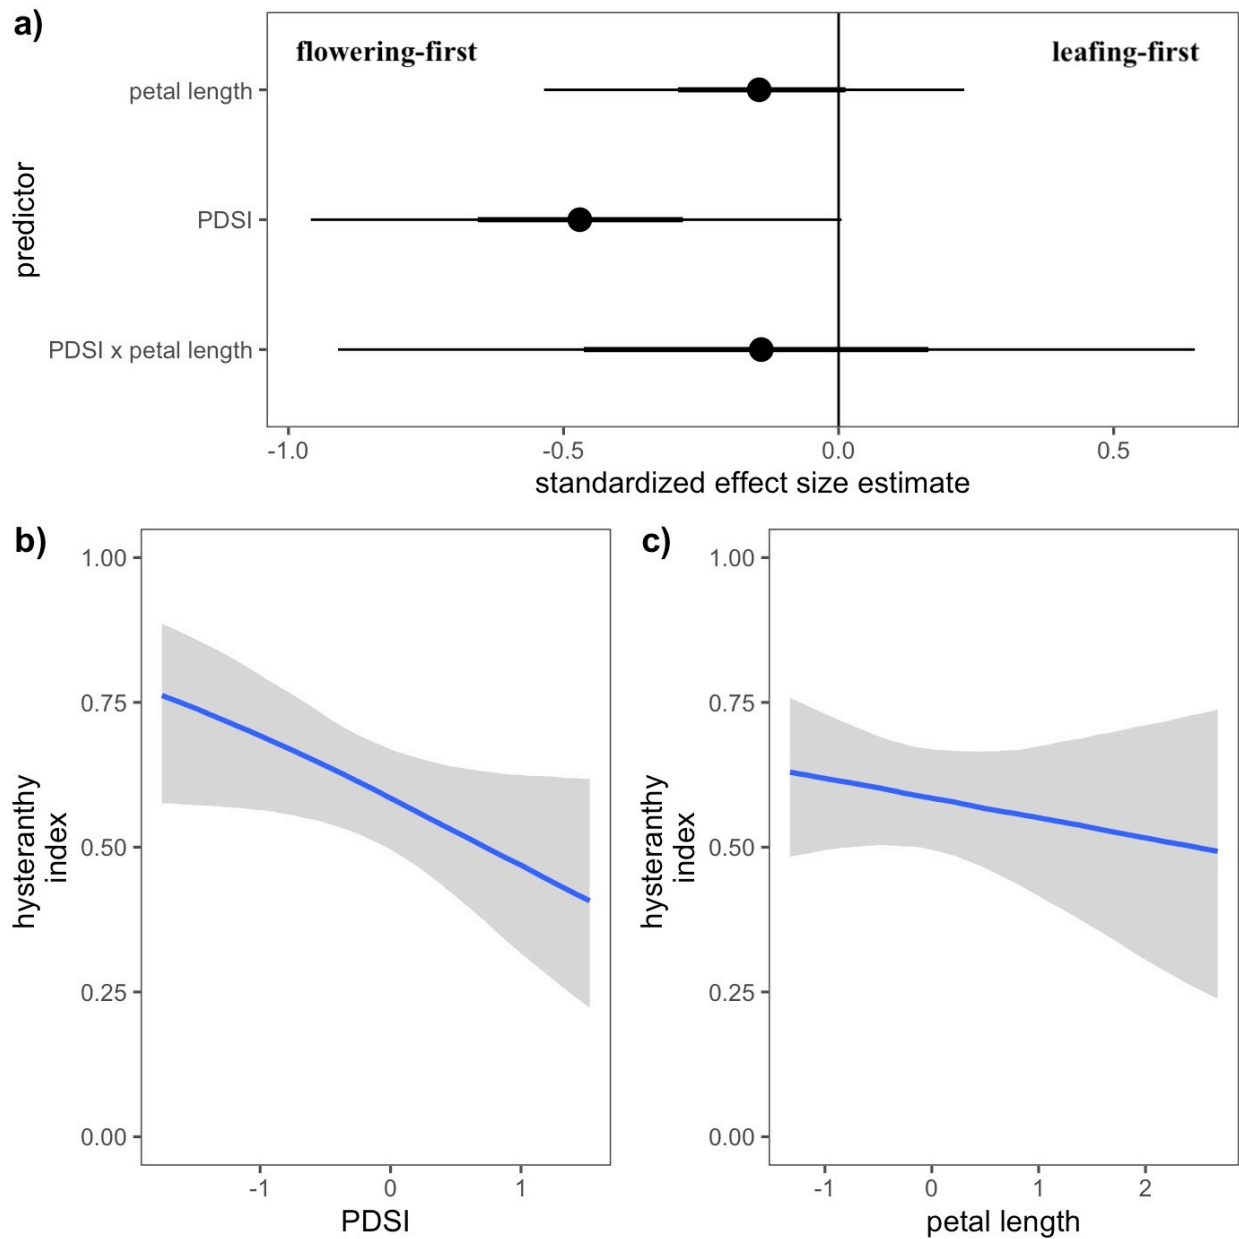 a)
flowering-first
leafing-first
petal length
PDSI
PDSI x petal length
predictor
-1.0
-0.5
0.0
0.5
standardized effect size estimate
b)
1.00
0.75
0.50
0.25
0.00
hysteranthy
index
-1
0
1
PDSI
c)
1.00
0.75
0.50
0.25
0.00
hysteranthy
index
-1
0
1
2
petal length